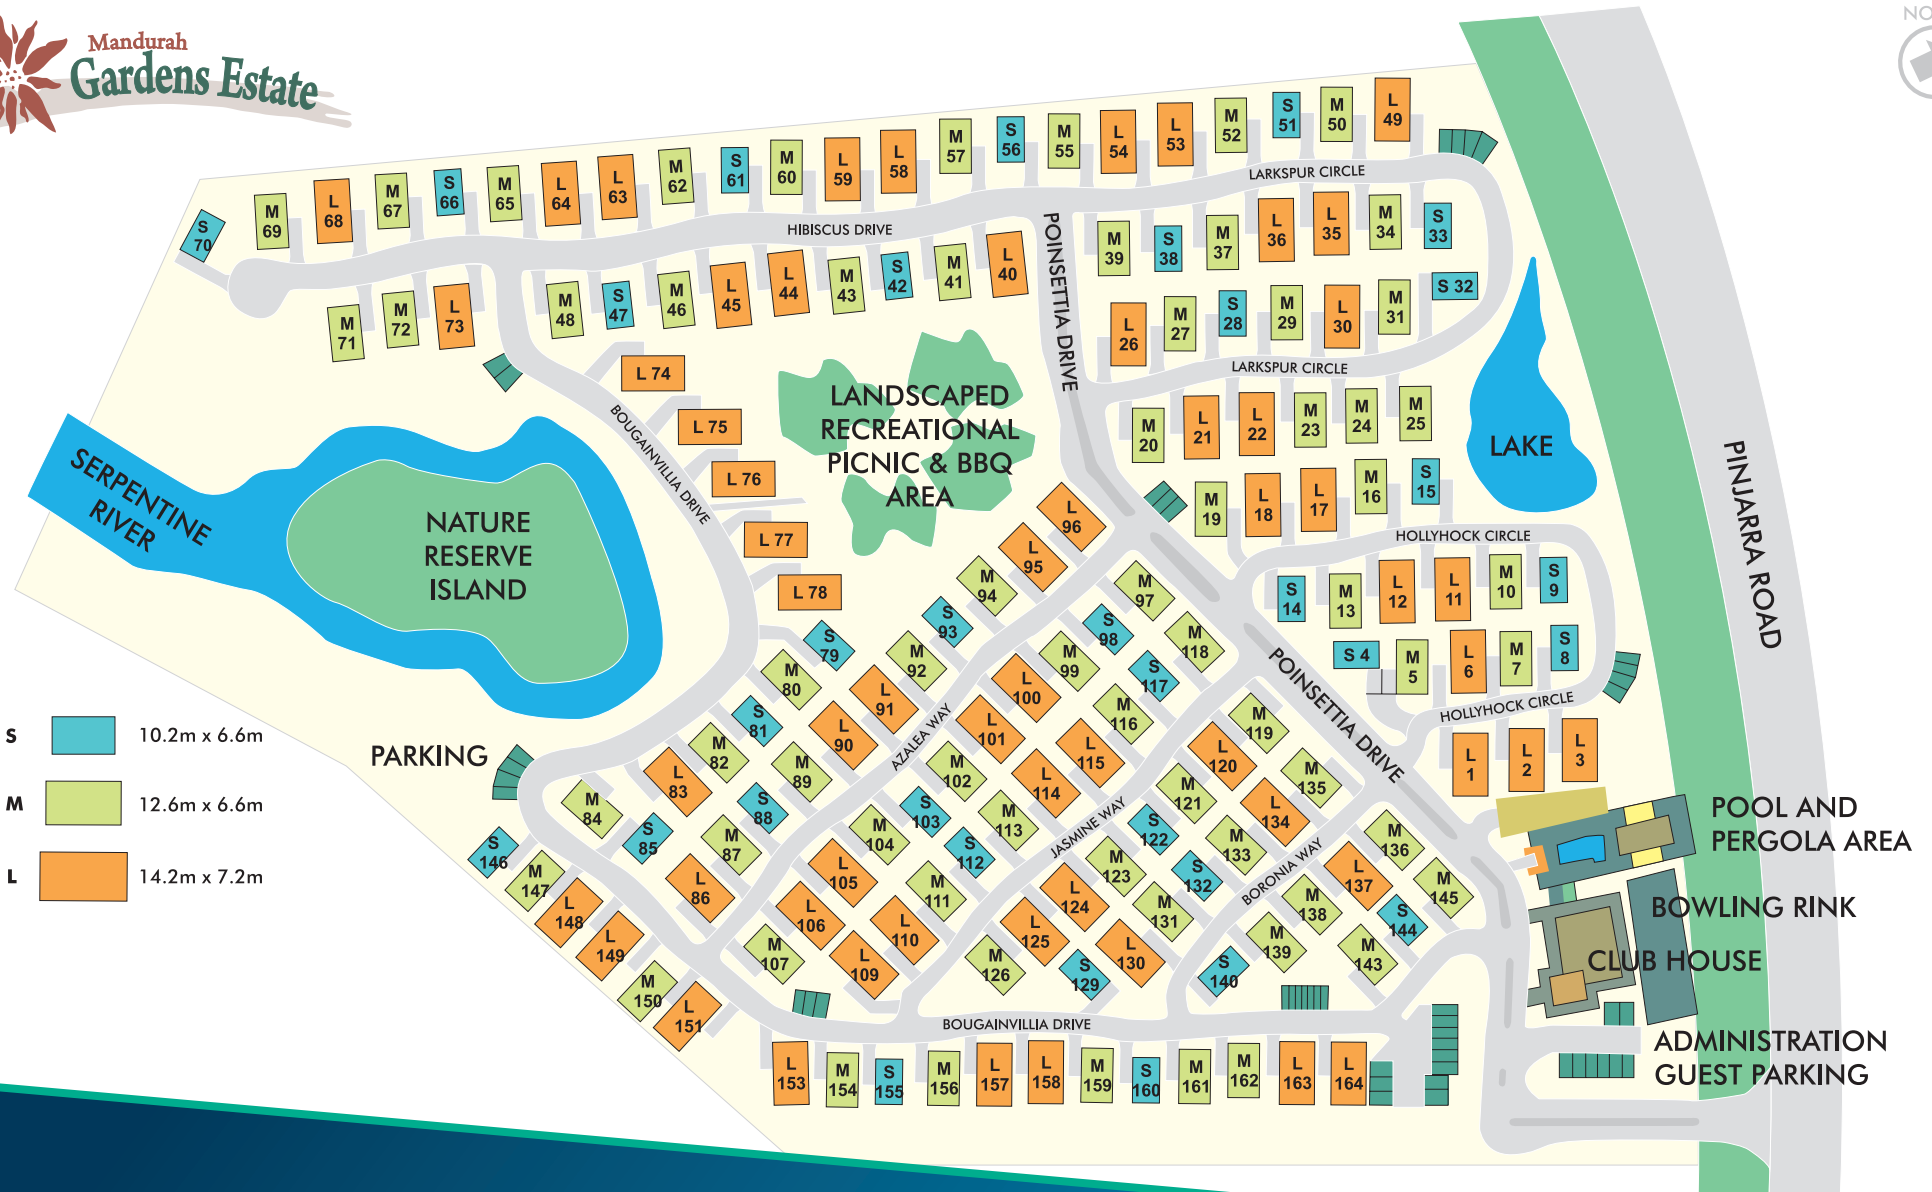 Mandurah
Gardens Estate
NO
L 49
M 50
S 51
M 52
L 53
L 54
M 55
S 56
M 57
L 58
L 59
M 60
S 61
M 62
L 63
L 64
M 65
S 66
M 67
L 68
M 69
S 70
LARKSPUR CIRCLE
HIBISCUS DRIVE
POINSETTIA DRIVE
M 39
S 38
M 37
L 36
L 35
M 34
S 33
S 32
M 71
M 72
L 73
M 48
S 47
M 46
L 45
L 44
M 43
S 42
M 41
L 40
L 26
M 27
S 28
M 29
L 30
M 31
LARKSPUR CIRCLE
L 74
L 75
L 76
L 77
L 78
BOUGAINVILLIA DRIVE
LANDSCAPED
RECREATIONAL
PICNIC & BBQ
AREA
M 20
L 21
L 22
M 23
M 24
M 25
LAKE
PINJARRA ROAD
SERPENTINE
RIVER
NATURE
RESERVE
ISLAND
M 19
L 18
L 17
M 16
S 15
HOLLYHOCK CIRCLE
S 14
M 13
L 12
L 11
M 10
S 9
S 4
M 5
L 6
M 7
S 8
HOLLYHOCK CIRCLE
L 1
L 2
L 3
POINSETTIA DRIVE
L 96
L 95
M 94
S 93
M 92
L 91
L 90
M 89
S 88
M 87
L 86
S 79
M 80
S 81
M 82
L 83
M 84
S 85
AZALEA WAY
M 97
S 98
M 99
L 100
L 101
M 102
S 103
M 104
L 105
L 106
M 107
M 118
S 117
M 116
L 115
L 114
M 113
S 112
M 111
L 110
L 109
JASMINE WAY
M 119
L 120
M 121
S 122
M 123
L 124
L 125
M 126
M 135
L 134
M 133
S 132
M 131
L 130
S 129
BORONIA WAY
M 136
L 137
M 138
M 139
S 140
M 145
S 144
M 143
PARKING
S 146
M 147
L 148
L 149
M 150
L 151
BOUGAINVILLIA DRIVE
L 153
M 154
S 155
M 156
L 157
L 158
M 159
S 160
M 161
M 162
L 163
L 164
POOL AND
PERGOLA AREA
BOWLING RINK
CLUB HOUSE
ADMINISTRATION
GUEST PARKING
S 10.2m x 6.6m
M 12.6m x 6.6m
L 14.2m x 7.2m